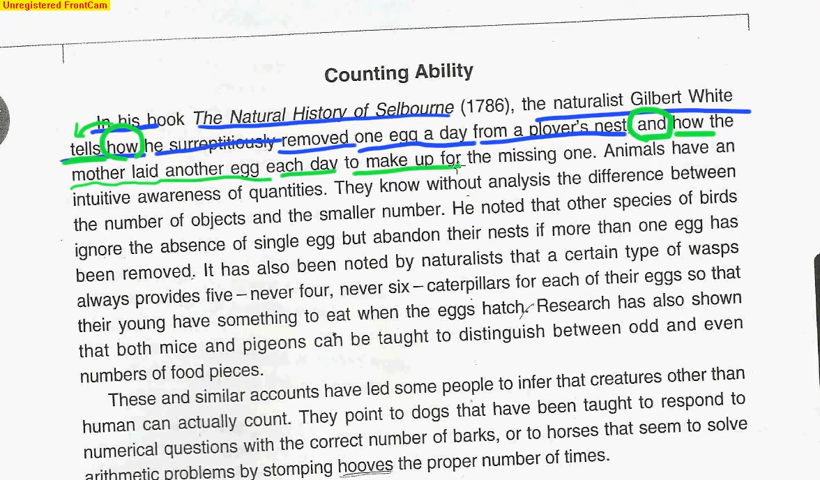 Unregistered FrontCam
Counting Ability
In his book The Natural History of Selbourne (1786), the naturalist Gilbert White
tells how he surreptitiously removed one egg a day from a plover's nest and how the
mother laid another egg each day to make up for the missing one. Animals have an
intuitive awareness of quantities. They know without analysis the difference between
the number of objects and the smaller number. He noted that other species of birds
ignore the absence of single egg but abandon their nests if more than one egg has
been removed. It has also been noted by naturalists that a certain type of wasps
always provides five – never four, never six – caterpillars for each of their eggs so that
their young have something to eat when the eggs hatch. Research has also shown
that both mice and pigeons can be taught to distinguish between odd and even
numbers of food pieces.
These and similar accounts have led some people to infer that creatures other than
human can actually count. They point to dogs that have been taught to respond to
numerical questions with the correct number of barks, or to horses that seem to solve
arithmetic problems by stomping hooves the proper number of times.